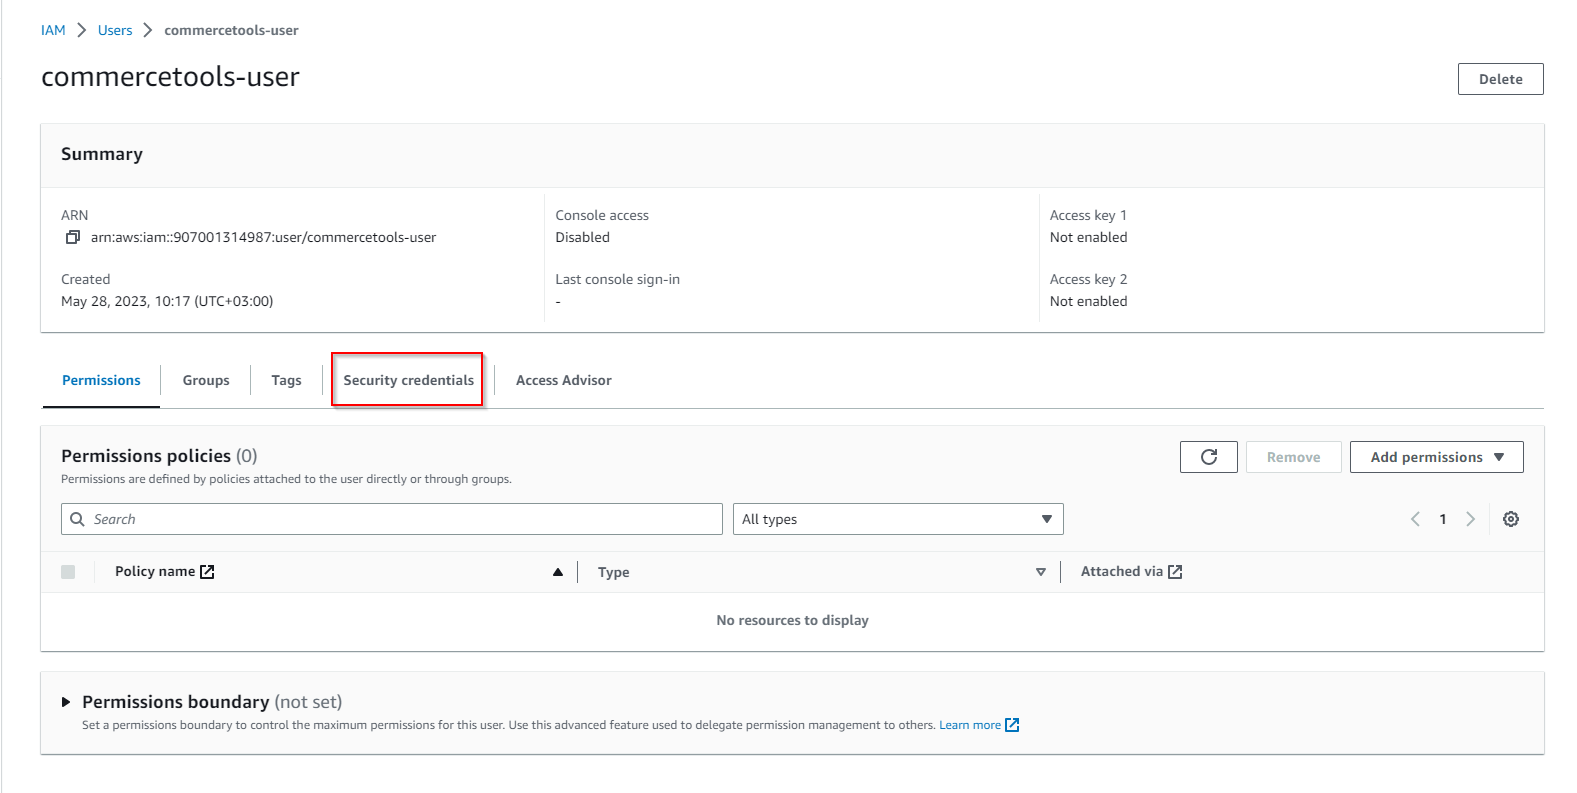 IAM > Users > commercetools-user
commercetools-user
Delete
Summary
ARN
arn:aws:iam::907001314987:user/commercetools-user
Console access
Disabled
Access key 1
Not enabled
Created
May 28, 2023, 10:17 (UTC+03:00)
Last console sign-in
-
Access key 2
Not enabled
Permissions Groups Tags Security credentials Access Advisor
Permissions policies (0)
Permissions are defined by policies attached to the user directly or through groups.
Remove Add permissions
Search All types 1
Policy name Type Attached via
No resources to display
Permissions boundary (not set)
Set a permissions boundary to control the maximum permissions for this user. Use this advanced feature used to delegate permission management to others. Learn more